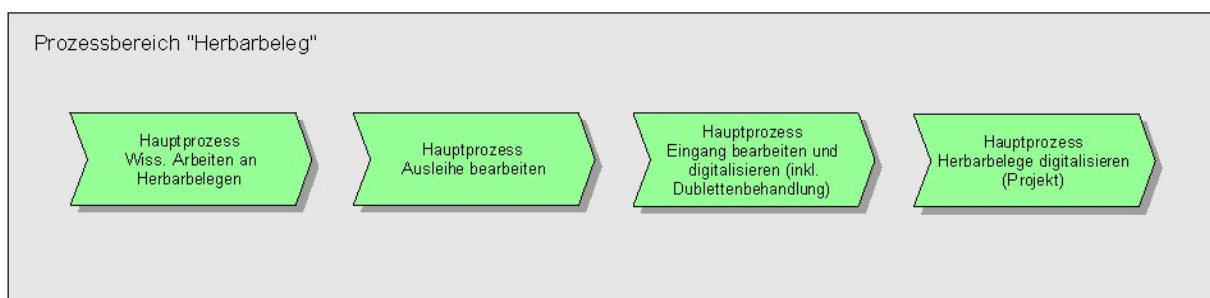 Prozessbereich "Herbarbeleg"
Hauptprozess
Wiss. Arbeiten an
Herbarbelegen
Hauptprozess
Ausleihe bearbeiten
Hauptprozess
Eingang bearbeiten und
digitalisieren (inkl.
Dublettenbehandlung)
Hauptprozess
Herbarbelege digitalisieren
(Projekt)